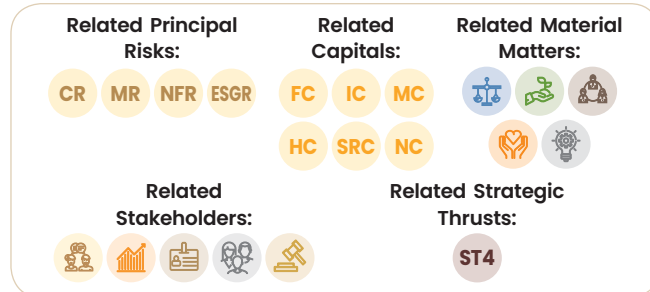 Related Principal
Risks:
CR MR NFR ESGR
Related
Capitals:
FC IC MC
HC SRC NC
Related Material
Matters:
Related
Stakeholders:
Related Strategic
Thrusts:
ST4